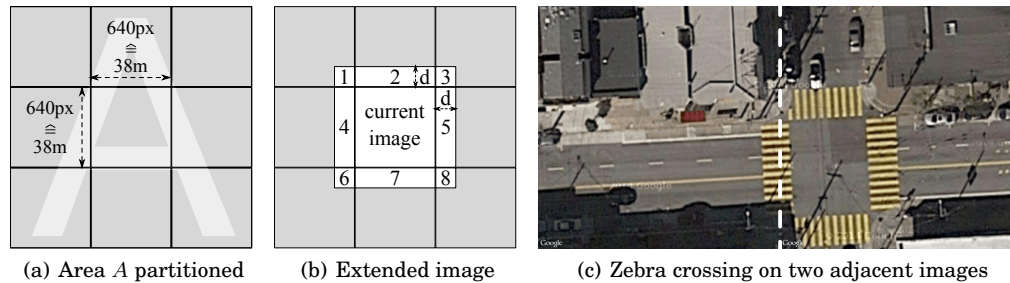 640px
≙
38m
640px
≙
38m
A
1 2 d 3
d
4 current 5
image
6 7 8
Google
Google
(a) Area A partitioned
(b) Extended image
(c) Zebra crossing on two adjacent images